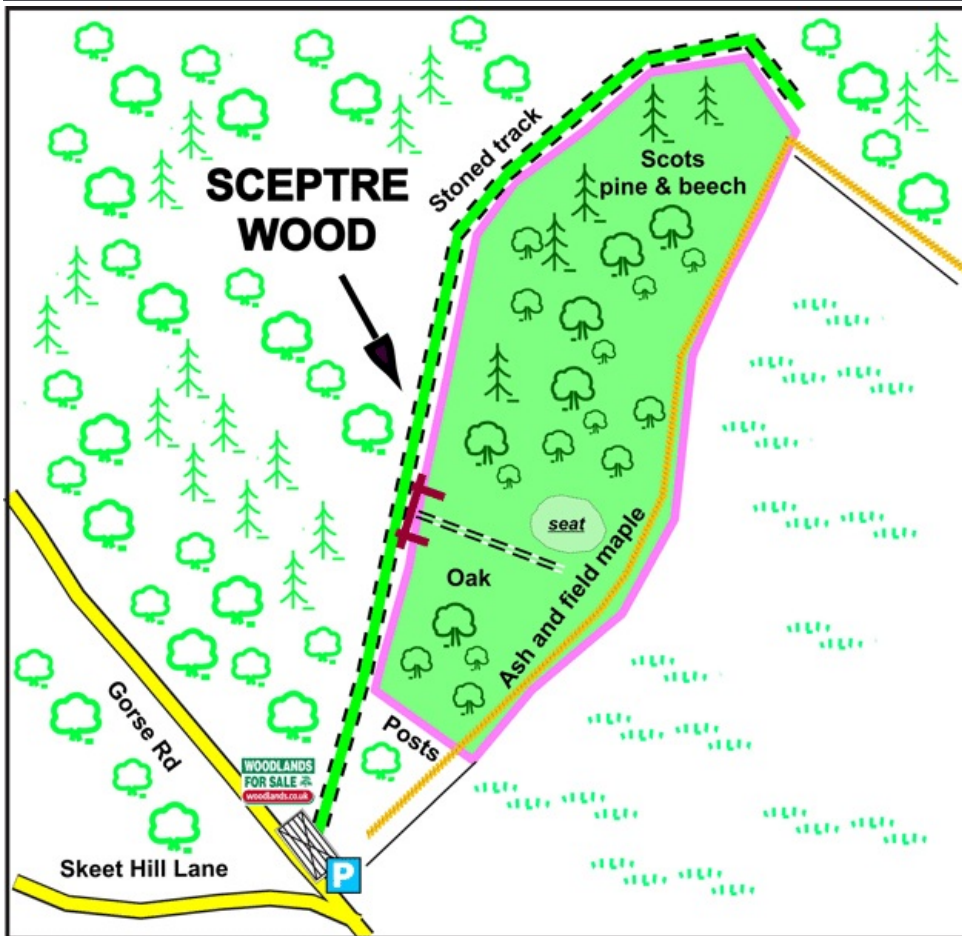 Stoned track
SCEPTRE
WOOD
Scots
pine & beech
seat
Oak
Ash and field maple
Gorse Rd
Posts
WOODLANDS
FOR SALE
woodlands.co.uk
P
Skeet Hill Lane